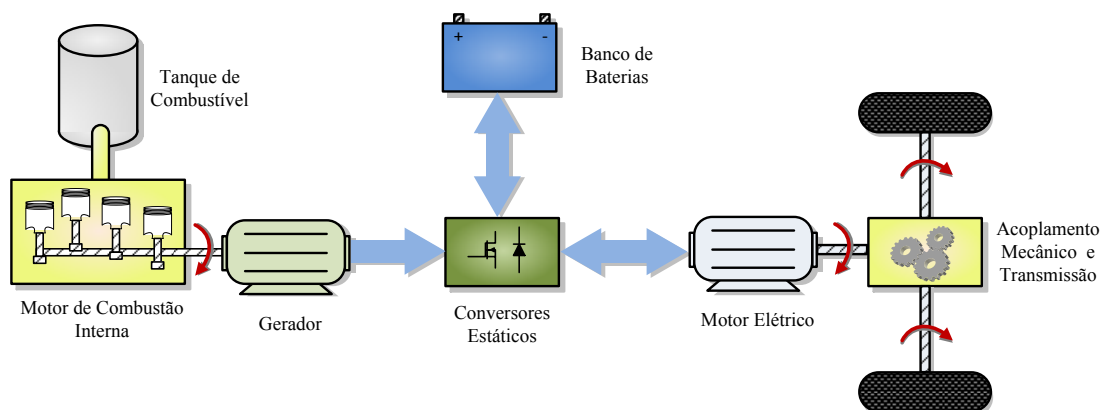 Tanque de
Combustível
+ -
Banco de
Baterias
Motor de Combustão
Interna
Gerador
Conversores
Estáticos
Motor Elétrico
Acoplamento
Mecânico e
Transmissão